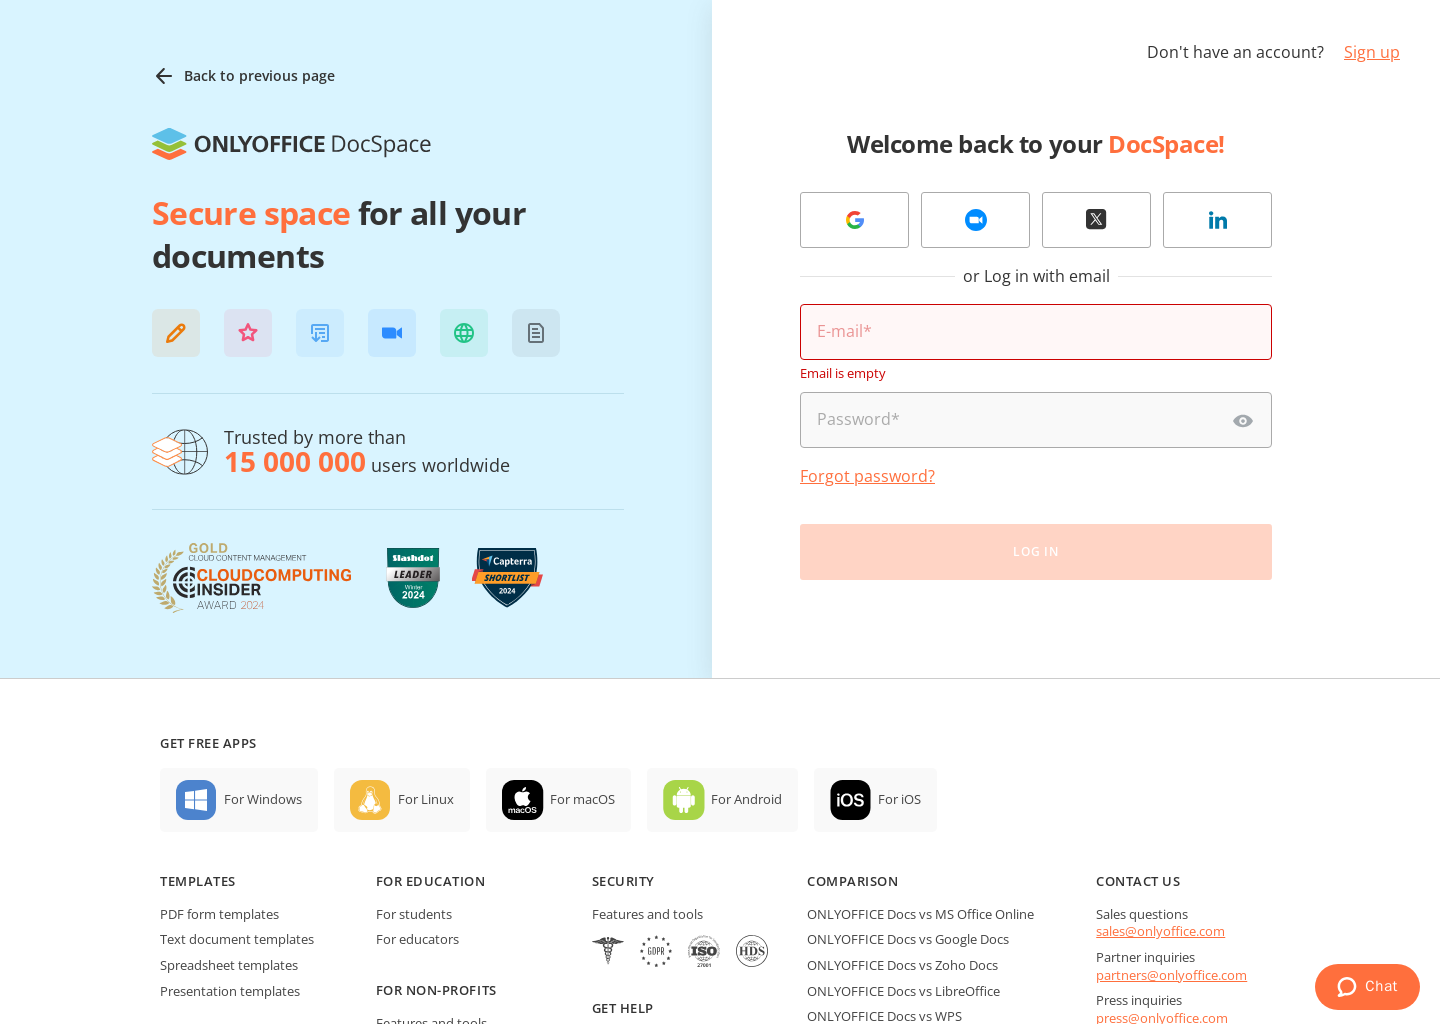 Back to previous page
ONLYOFFICE DocSpace
Secure space for all your
documents
Trusted by more than
15 000 000 users worldwide
GOLD
CLOUD CONTENT MANAGEMENT
CLOUDCOMPUTING
INSIDER
AWARD 2024
Slashdot
LEADER
Winter
2024
Capterra
SHORTLIST
2024
Don't have an account? Sign up
Welcome back to your DocSpace!
or Log in with email
E-mail*
Email is empty
Password*
Forgot password?
LOG IN
GET FREE APPS
For Windows
For Linux
macOS
For macOS
For Android
iOS
For iOS
TEMPLATES
PDF form templates
Text document templates
Spreadsheet templates
Presentation templates
FOR EDUCATION
For students
For educators
FOR NON-PROFITS
Features and tools
SECURITY
Features and tools
GDPR
ISO
27001
HDS
GET HELP
COMPARISON
ONLYOFFICE Docs vs MS Office Online
ONLYOFFICE Docs vs Google Docs
ONLYOFFICE Docs vs Zoho Docs
ONLYOFFICE Docs vs LibreOffice
ONLYOFFICE Docs vs WPS
CONTACT US
Sales questions
sales@onlyoffice.com
Partner inquiries
partners@onlyoffice.com
Press inquiries
press@onlyoffice.com
Chat